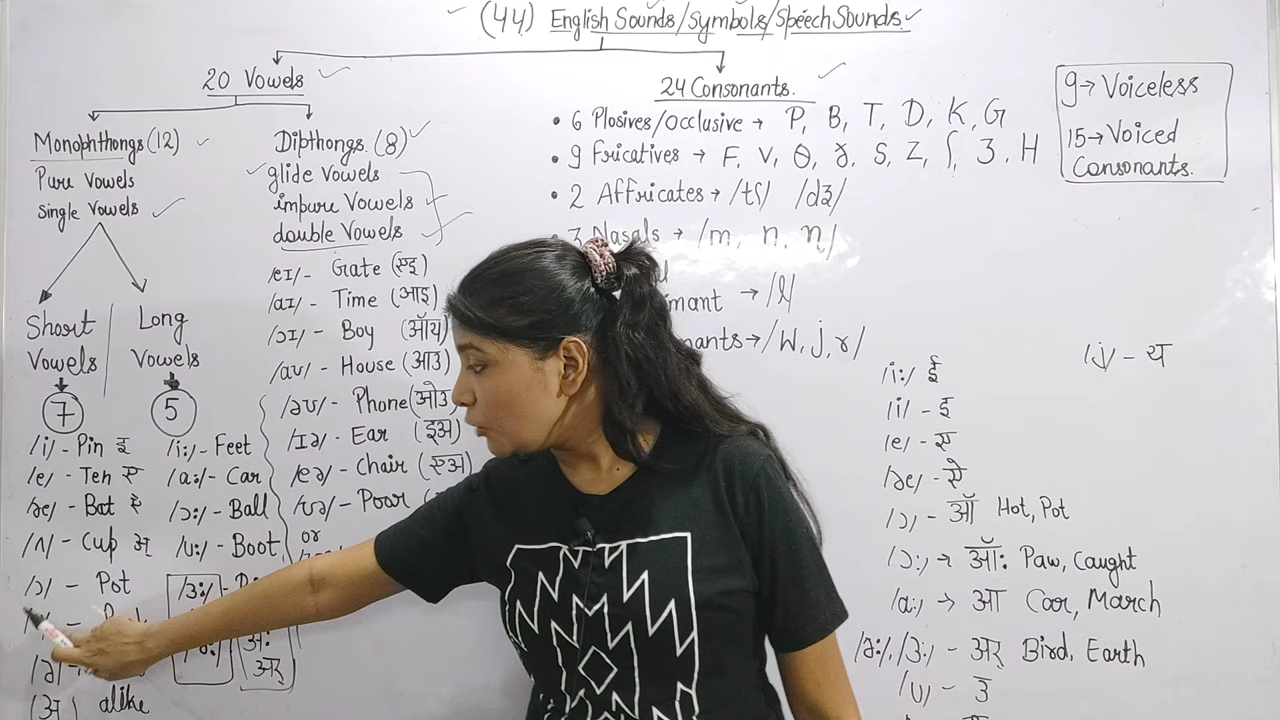 (44) English Sounds/Symbols/Speech Sounds.
20 Vowels
24 Consonants.
Monophthongs (12)
Pure Vowels
Single Vowels
Short Vowels
7
Long Vowels
5
/i/ - Pin इ
/e/ - Ten ए
/æ/ - Bat ऐ
/ʌ/ - Cup अ
/ɔ/ - Pot
/ə/ -
(अ) alike
/i:/ - Feet
/a:/ - Car
/ɔ:/ - Ball
/u:/ - Boot
/ɜ:/ -
अ:
अर्
Dipthongs (8)
glide Vowels
impure Vowels
double Vowels
/eɪ/ - Gate (एइ)
/aɪ/ - Time (आइ)
/ɔɪ/ - Boy (ऑय)
/aʊ/ - House (आउ)
/əʊ/ - Phone (ओउ)
/ɪə/ - Ear (इअ)
/eə/ - Chair (एअ)
/ʊə/ - Poor
or
• 6 Plosives/Occlusive → P, B, T, D, K, G
• 9 Fricatives → F, V, θ, ð, S, Z, ʃ, ʒ, H
• 2 Affricates → /tʃ/ /dʒ/
• 3 Nasals → /m, n, ŋ/
→ /l/
→ /W, j, r/
9 → Voiceless
15 → Voiced
Consonants.
/j/ - य
/i:/ ई
/i/ - इ
/e/ - ए
/æ/ - ऐ
/ɔ/ - ऑ Hot, Pot
/ɔ:/ → ऑ: Paw, Caught
/a:/ → आ Car, March
/ə:/, /ɜ:/ - अर् Bird, Earth
/u/ - उ